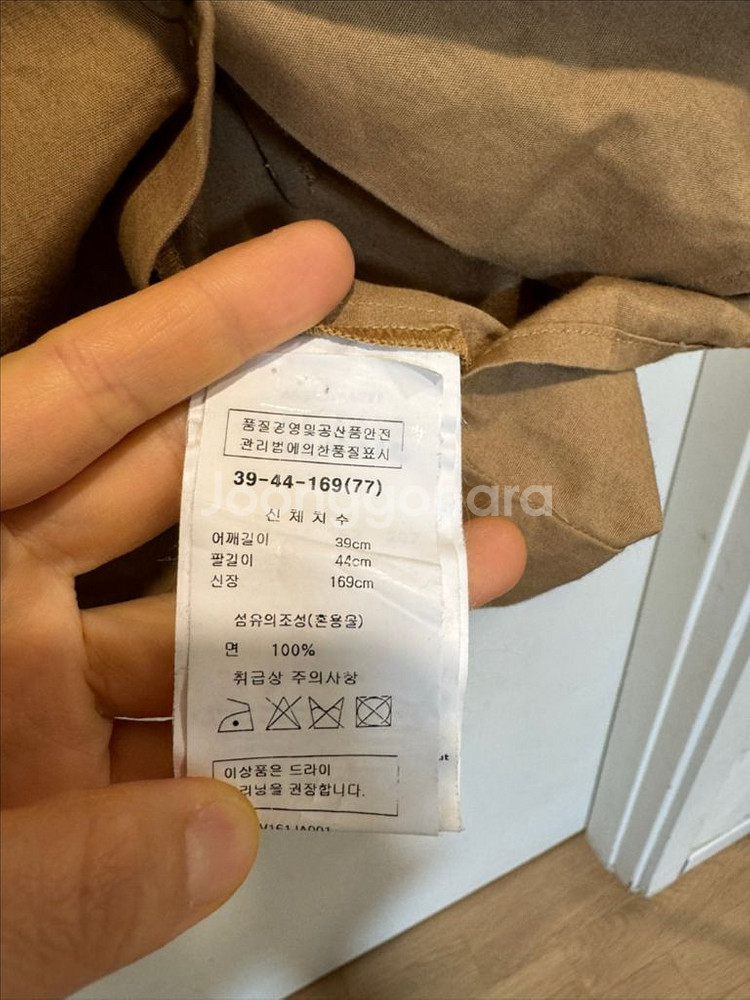 품질경영및공산품안전
관리법에의한품질표시
39-44-169(77)
Joonggonara
신체치수
어깨길이 39cm
팔길이 44cm
신장 169cm
섬유의조성(혼용율)
면 100%
취급상 주의사항
이상품은 드라이
리닝을 권장합니다.